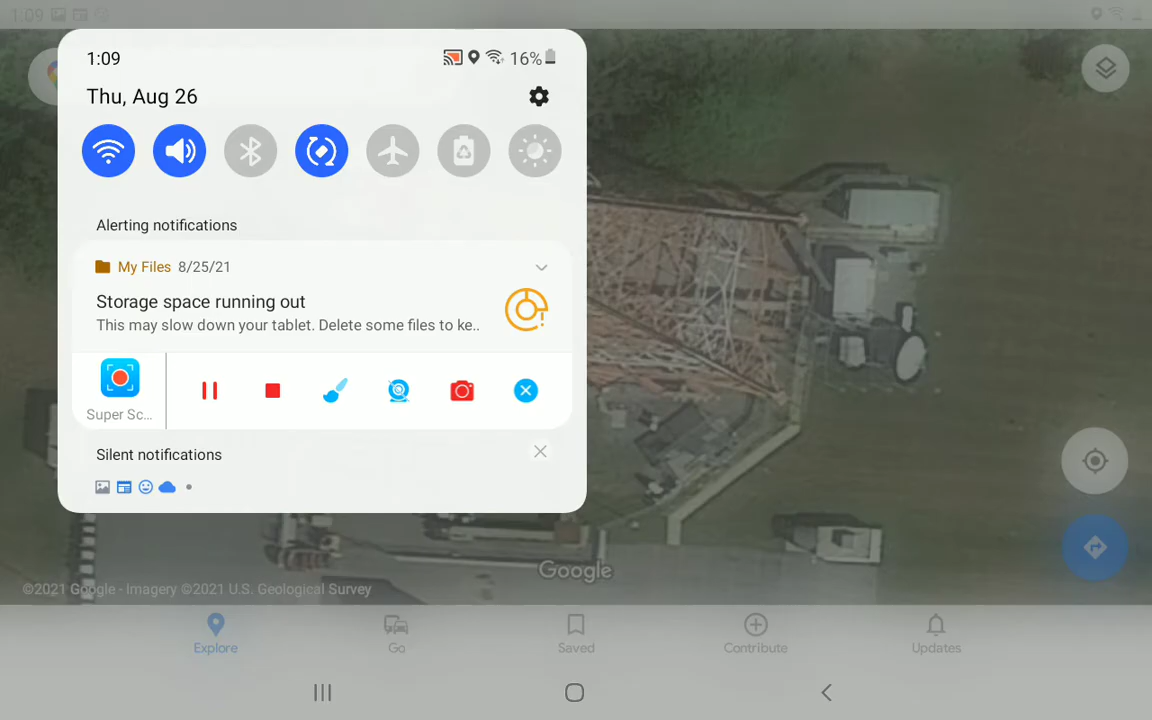 1:09
1:09
16%
Thu, Aug 26
Alerting notifications
My Files 8/25/21
Storage space running out
This may slow down your tablet. Delete some files to ke..
Super Sc...
Silent notifications
Google
©2021 Google - Imagery ©2021 U.S. Geological Survey
Explore
Go
Saved
Contribute
Updates